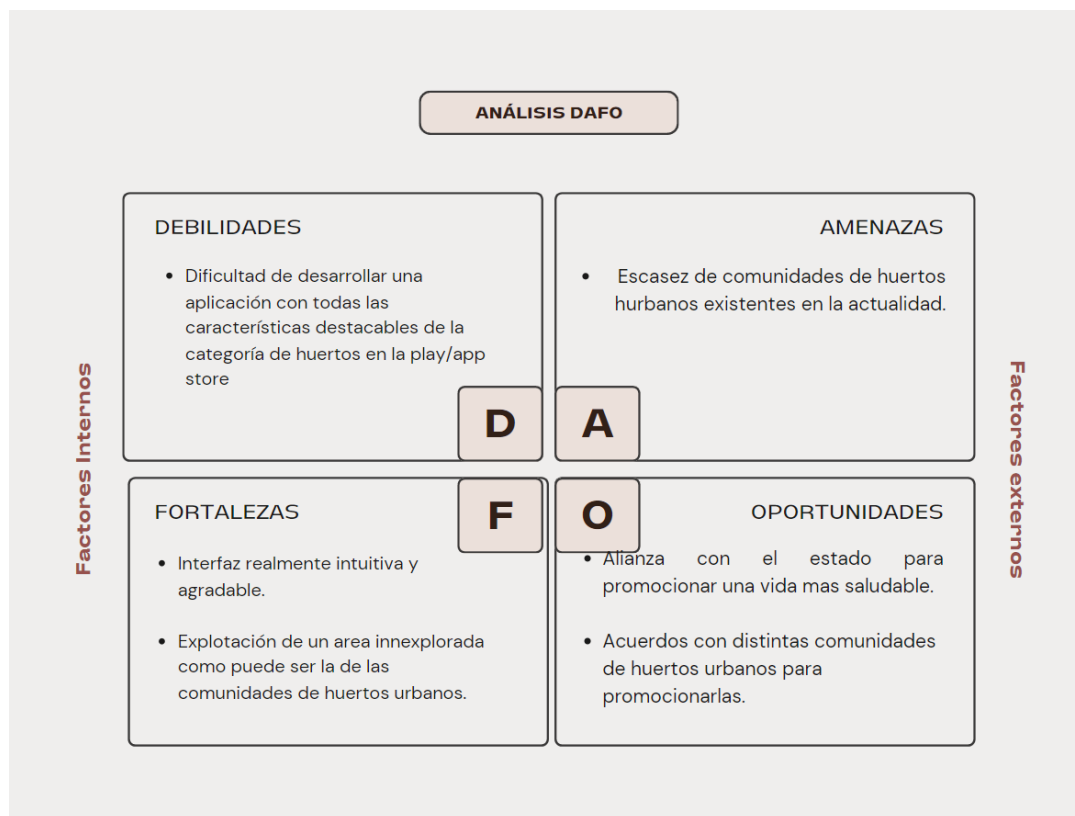 ANÁLISIS DAFO
DEBILIDADES
• Dificultad de desarrollar una
aplicación con todas las
características destacables de la
categoría de huertos en la play/app
store
D
AMENAZAS
• Escasez de comunidades de huertos
hurbanos existentes en la actualidad.
A
Factores Internos
Factores externos
FORTALEZAS
F
• Interfaz realmente intuitiva y
agradable.
• Explotación de un area innexplorada
como puede ser la de las
comunidades de huertos urbanos.
O
OPORTUNIDADES
• Alianza con el estado para
promocionar una vida mas saludable.
• Acuerdos con distintas comunidades
de huertos urbanos para
promocionarlas.